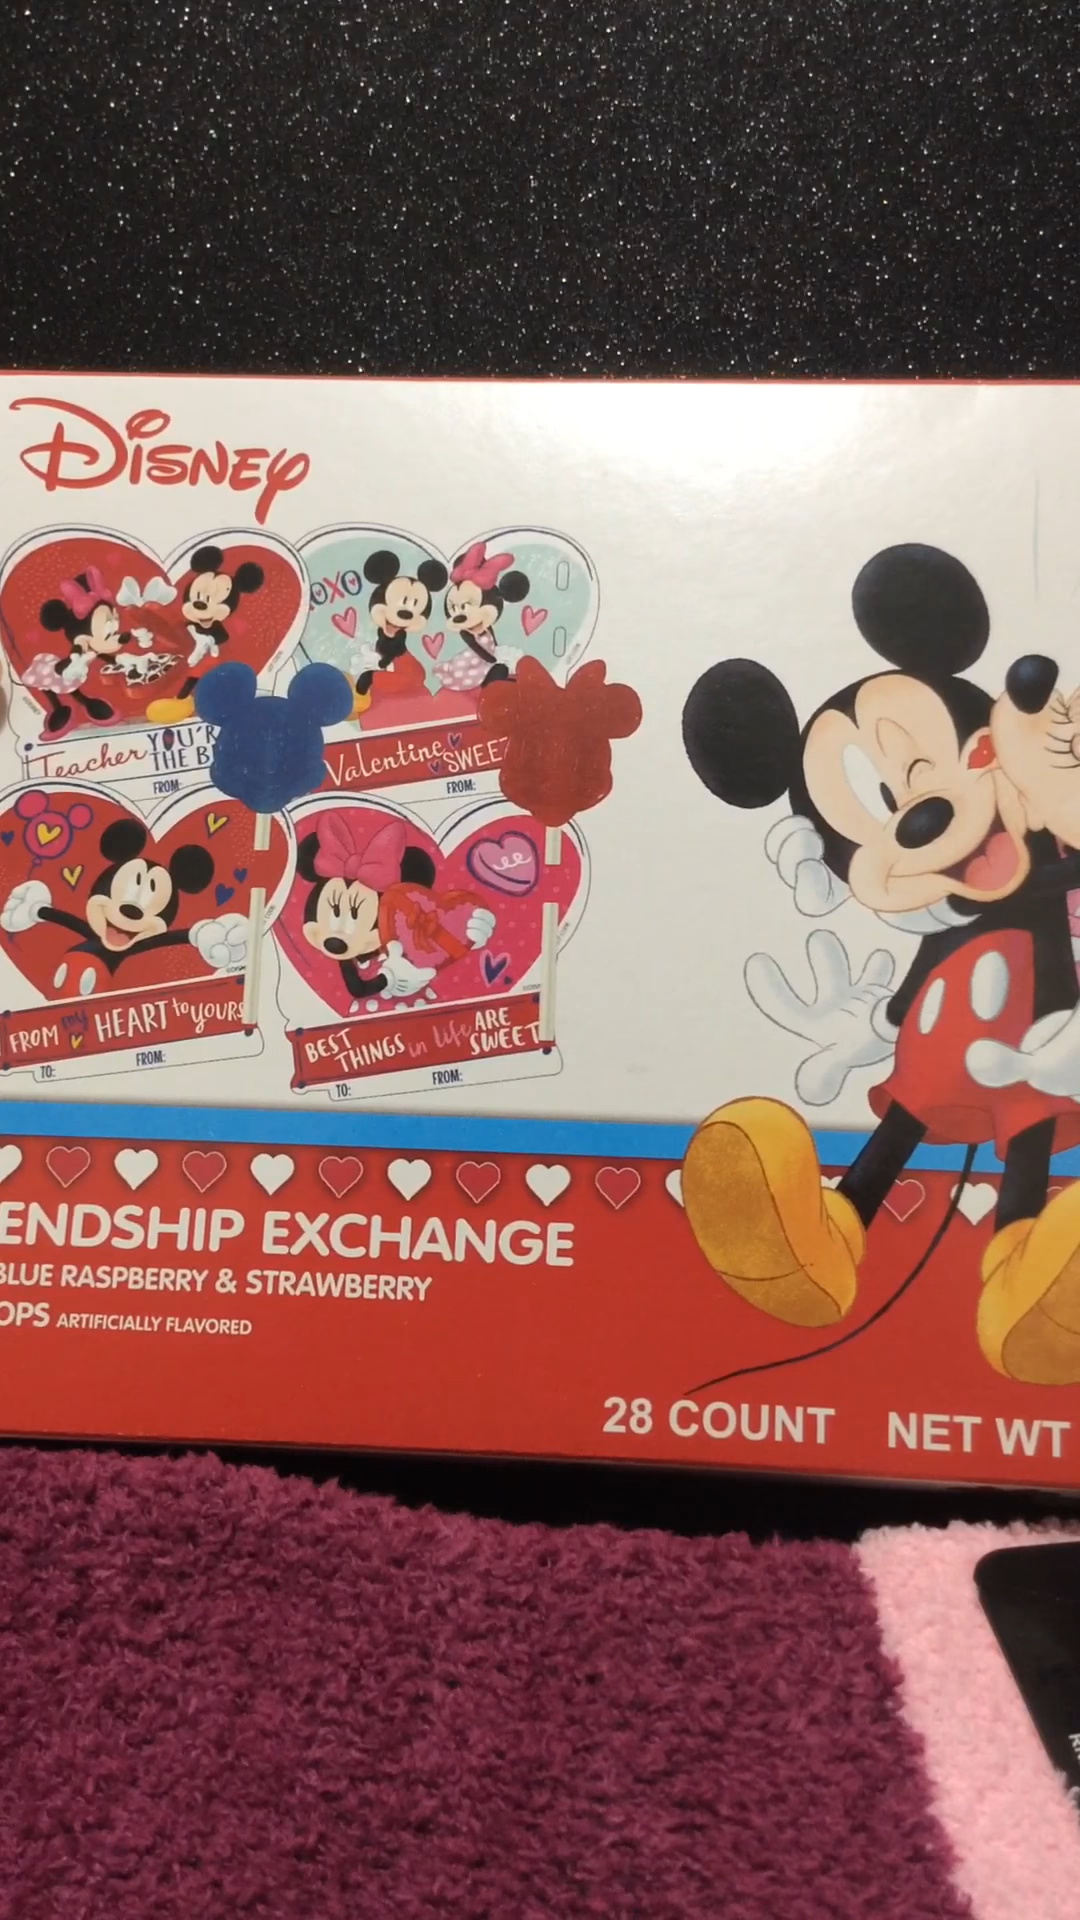 DISNEY
XOXO
Teacher YOU'R
THE B
FROM:
Valentine SWEET
FROM:
FROM my HEART to YOURS
TO: FROM:
BEST THINGS in life ARE SWEET
TO: FROM:
ENDSHIP EXCHANGE
BLUE RASPBERRY & STRAWBERRY
OPS ARTIFICIALLY FLAVORED
28 COUNT NET WT